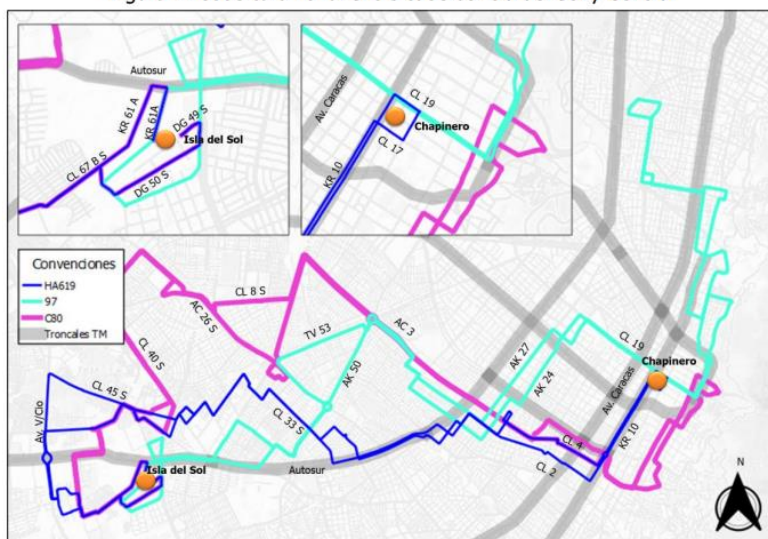 Autosur
KR 61 A
KR 61A
DG 49 S
Isla del Sol
CL 67 B S
DG 50 S
Av. Caracas
CL 19
Chapinero
CL 17
KR 10
Convenciones
HA619
97
C80
Troncales TM
CL 8 S
AC 26 S
CL 40 S
TV 53
AC 3
AK 50
AK 27
AK 24
CL 19
Chapinero
Av. Caracas
CL 45 S
Av. V/Cio
CL 33 S
KR 10
CL 4
CL 2
Isla del Sol
Autosur
N